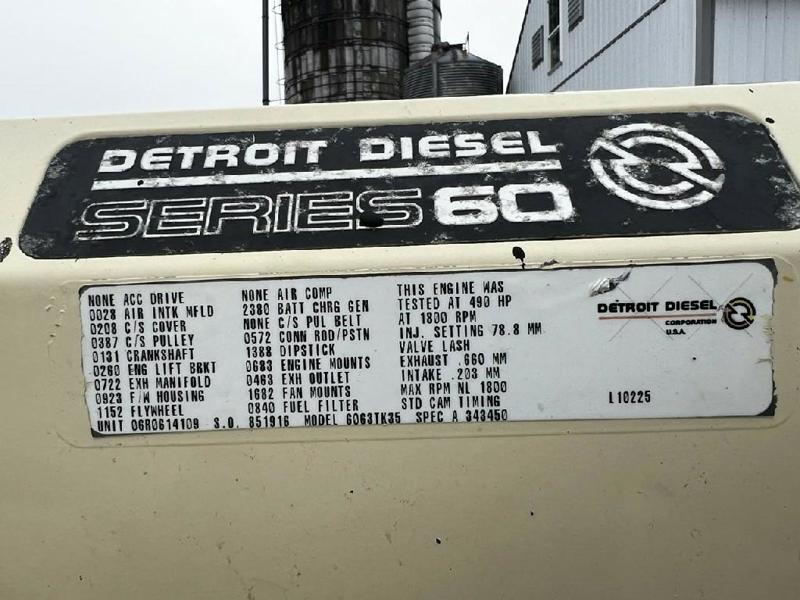 DETROIT DIESEL
SERIES 60
NONE ACC DRIVE
0028 AIR INTK MFLD
0208 C/S COVER
0387 C/S PULLEY
0131 CRANKSHAFT
0260 ENG LIFT BRKT
0722 EXH MANIFOLD
0923 F/W HOUSING
1152 FLYWHEEL
NONE AIR COMP
2380 BATT CHRG GEN
NONE C/S PUL BELT
0572 CONN ROD/PSTN
1388 DIPSTICK
0683 ENGINE MOUNTS
0463 EXH OUTLET
1682 FAN MOUNTS
0840 FUEL FILTER
THIS ENGINE WAS
TESTED AT 490 HP
AT 1800 RPM
INJ. SETTING 78.8 MM
VALVE LASH
EXHAUST .660 MM
INTAKE .203 MM
MAX RPM NL 1800
STD CAM TIMING
UNIT 06R0614109 S.O. 851916 MODEL 6063TK35 SPEC A 343450
DETROIT DIESEL
CORPORATION
U.S.A.
L10225